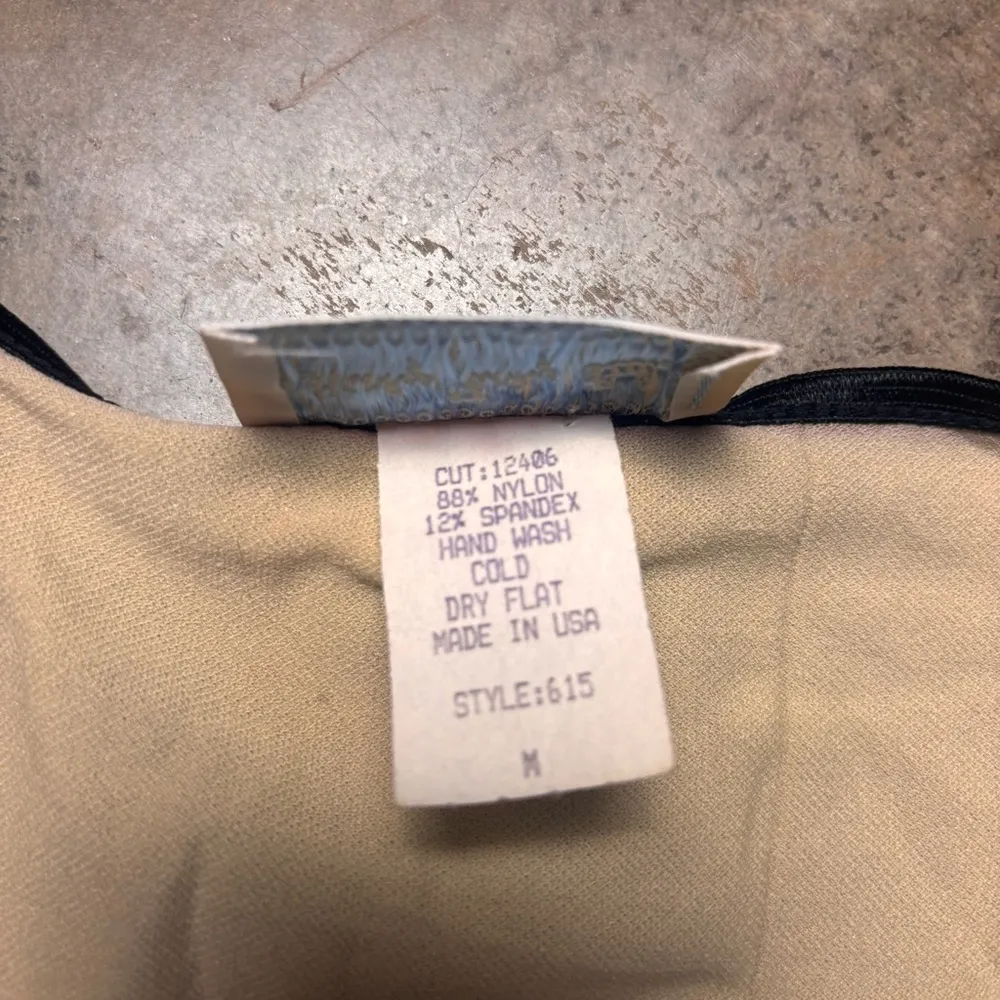 CUT:12406
88% NYLON
12% SPANDEX
HAND WASH
COLD
DRY FLAT
MADE IN USA
STYLE:615
M